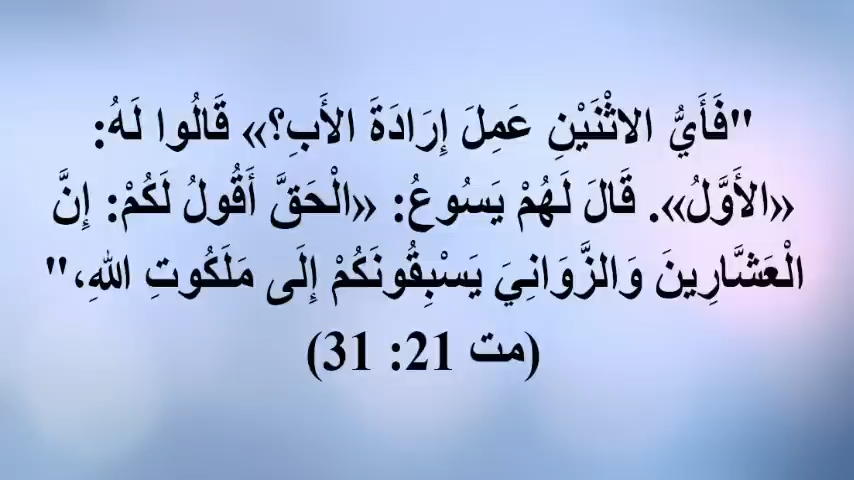 "فَأَيُّ الاثْنَيْنِ عَمِلَ إِرَادَةَ الأَبِ؟» قَالُوا لَهُ:
«الأَوَّلُ». قَالَ لَهُمْ يَسُوعُ: «الْحَقَّ أَقُولُ لَكُمْ: إِنَّ
الْعَشَّارِينَ وَالزَّوَانِيَ يَسْبِقُونَكُمْ إِلَى مَلَكُوتِ اللهِ،"
(مت 21: 31)